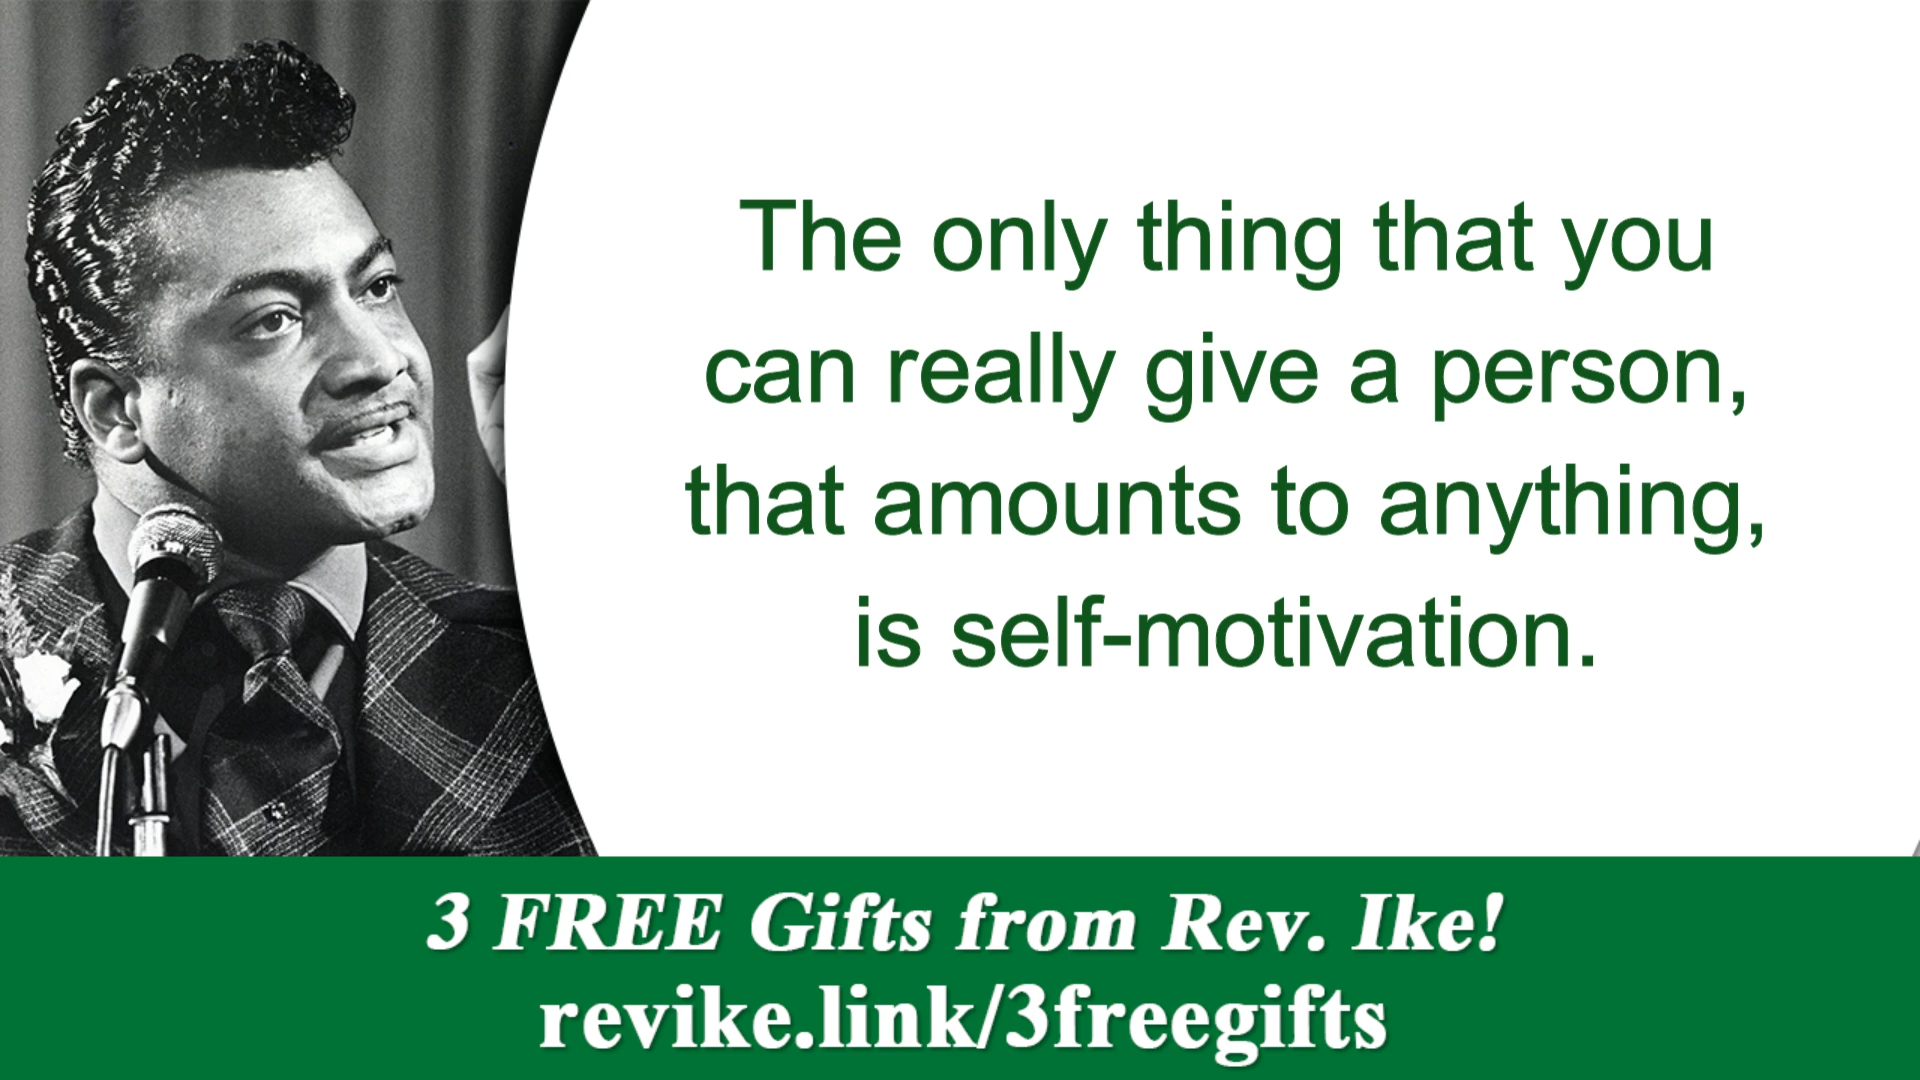 The only thing that you
can really give a person,
that amounts to anything,
is self-motivation.
3 FREE Gifts from Rev. Ike!
revike.link/3freegifts